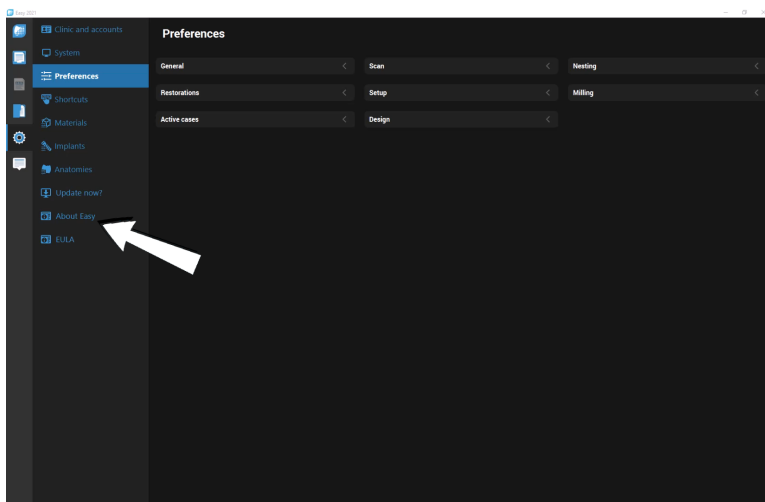 Easy 2021
Clinic and accounts
System
Preferences
Shortcuts
Materials
Implants
Anatomies
Update now?
About Easy
EULA
Preferences
General
Scan
Nesting
Restorations
Setup
Milling
Active cases
Design